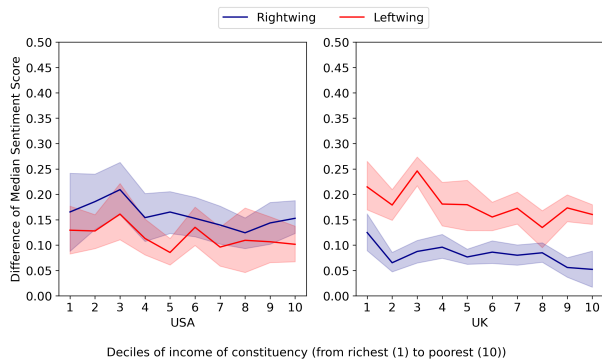 Rightwing Leftwing
Difference of Median Sentiment Score
0.50 0.50
0.45 0.45
0.40 0.40
0.35 0.35
0.30 0.30
0.25 0.25
0.20 0.20
0.15 0.15
0.10 0.10
0.05 0.05
0.00 0.00
1 2 3 4 5 6 7 8 9 10 1 2 3 4 5 6 7 8 9 10
USA UK
Deciles of income of constituency (from richest (1) to poorest (10))